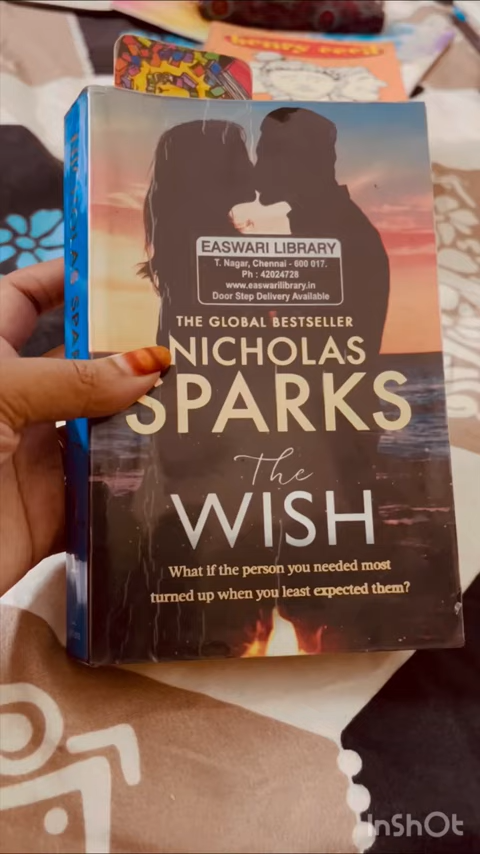 EASWARI LIBRARY
T. Nagar, Chennai - 600 017.
Ph : 42024728
www.easwarilibrary.in
Door Step Delivery Available
THE GLOBAL BESTSELLER
NICHOLAS
SPARKS
The
WISH
What if the person you needed most
turned up when you least expected them?
InShOt